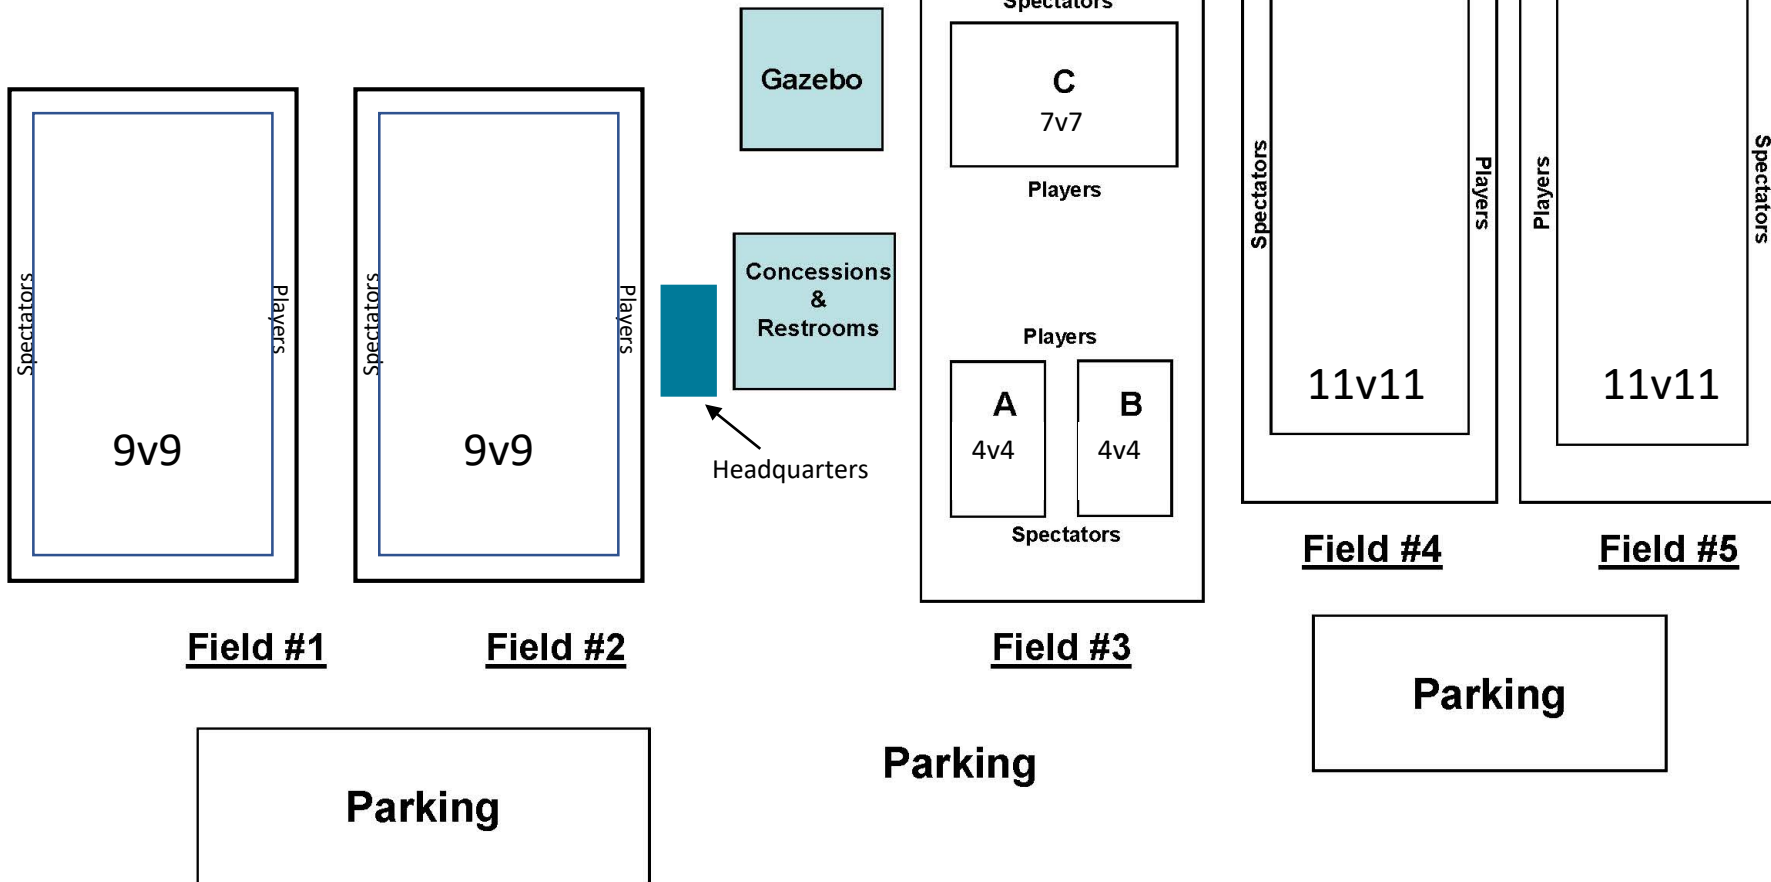 Spectators
Gazebo
C
7v7
Players
Spectators
Players
Spectators
Players
9v9
9v9
Headquarters
Concessions
&
Restrooms
Players
A
4v4
B
4v4
Spectators
Spectators
Players
11v11
Players
Spectators
11v11
Field #1
Field #2
Field #3
Field #4
Field #5
Parking
Parking
Parking